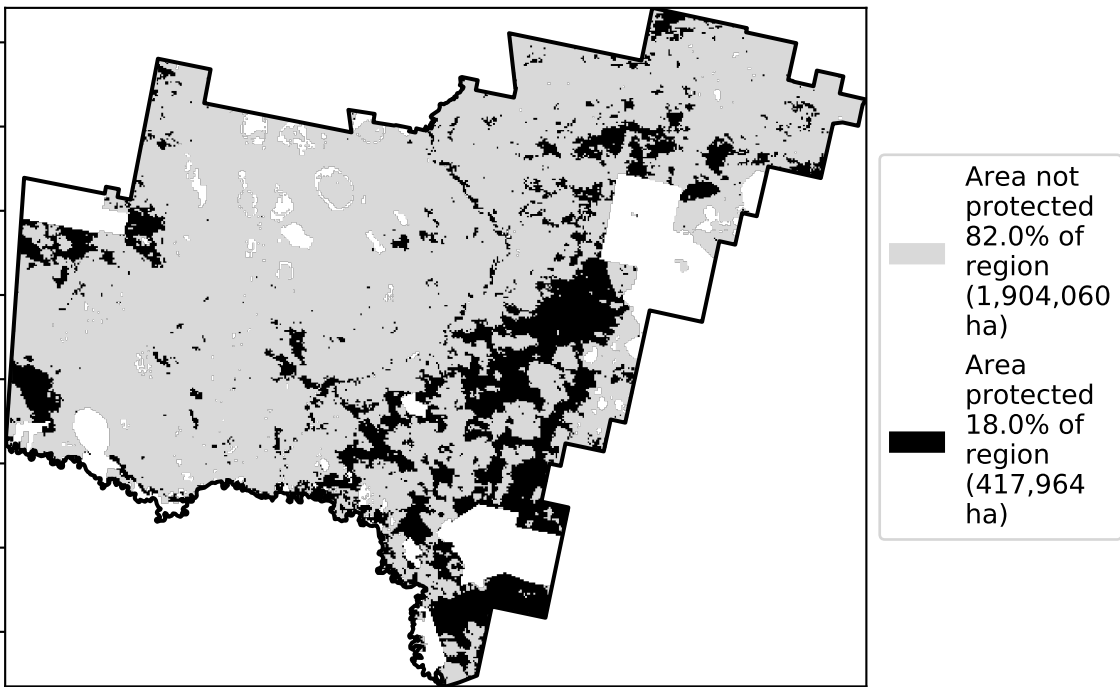 Area not
protected
82.0% of
region
(1,904,060
ha)
Area
protected
18.0% of
region
(417,964
ha)